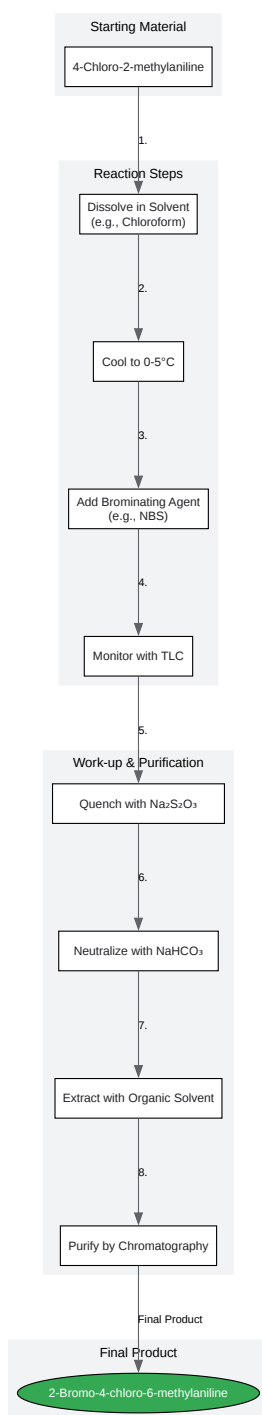 Starting Material
4-Chloro-2-methylaniline
1.
Reaction Steps
Dissolve in Solvent
(e.g., Chloroform)
2.
Cool to 0-5°C
3.
Add Brominating Agent
(e.g., NBS)
4.
Monitor with TLC
5.
Work-up & Purification
Quench with Na₂S₂O₃
6.
Neutralize with NaHCO₃
7.
Extract with Organic Solvent
8.
Purify by Chromatography
Final Product
Final Product
2-Bromo-4-chloro-6-methylaniline